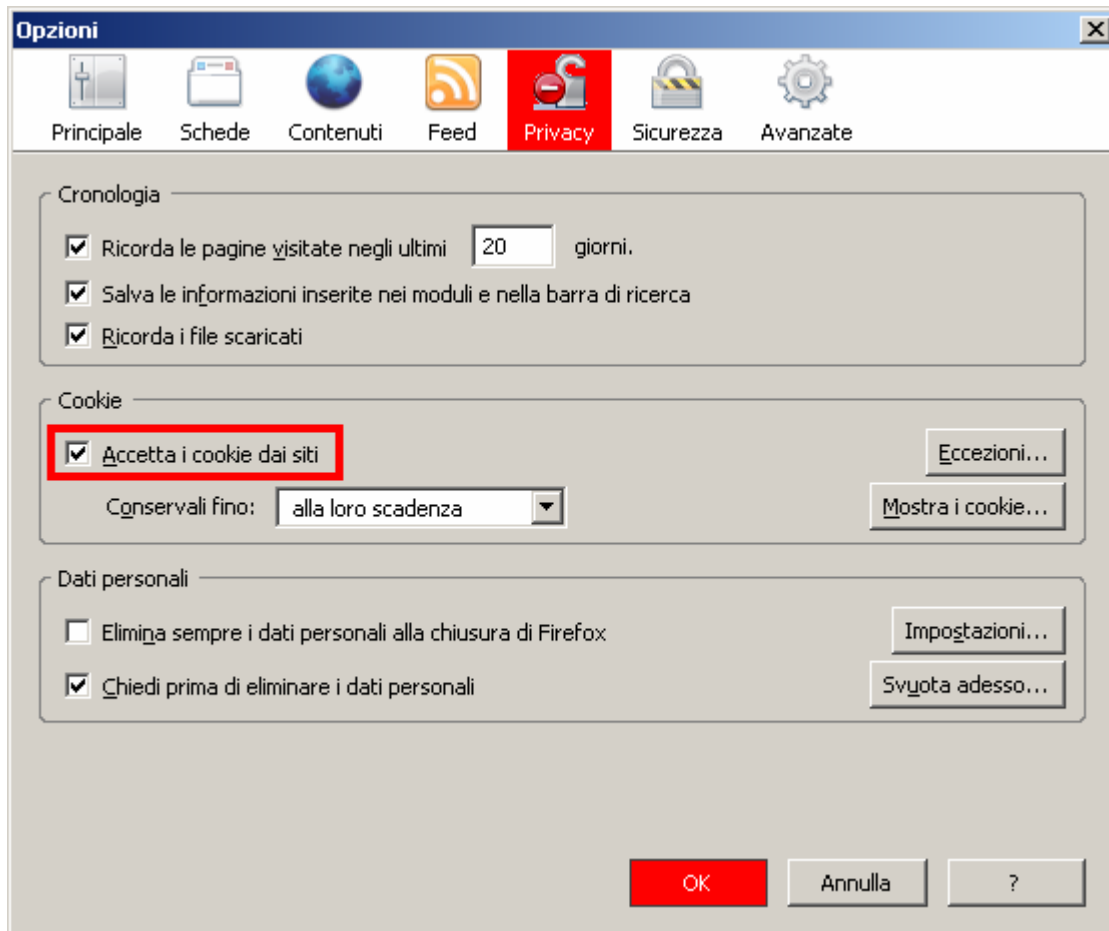 Opzioni
Principale Schede Contenuti Feed Privacy Sicurezza Avanzate
Cronologia
Ricorda le pagine visitate negli ultimi 20 giorni.
Salva le informazioni inserite nei moduli e nella barra di ricerca
Ricorda i file scaricati
Cookie
Accetta i cookie dai siti Eccezioni...
Conservali fino: alla loro scadenza Mostra i cookie...
Dati personali
Elimina sempre i dati personali alla chiusura di Firefox Impostazioni...
Chiedi prima di eliminare i dati personali Svuota adesso...
OK Annulla ?